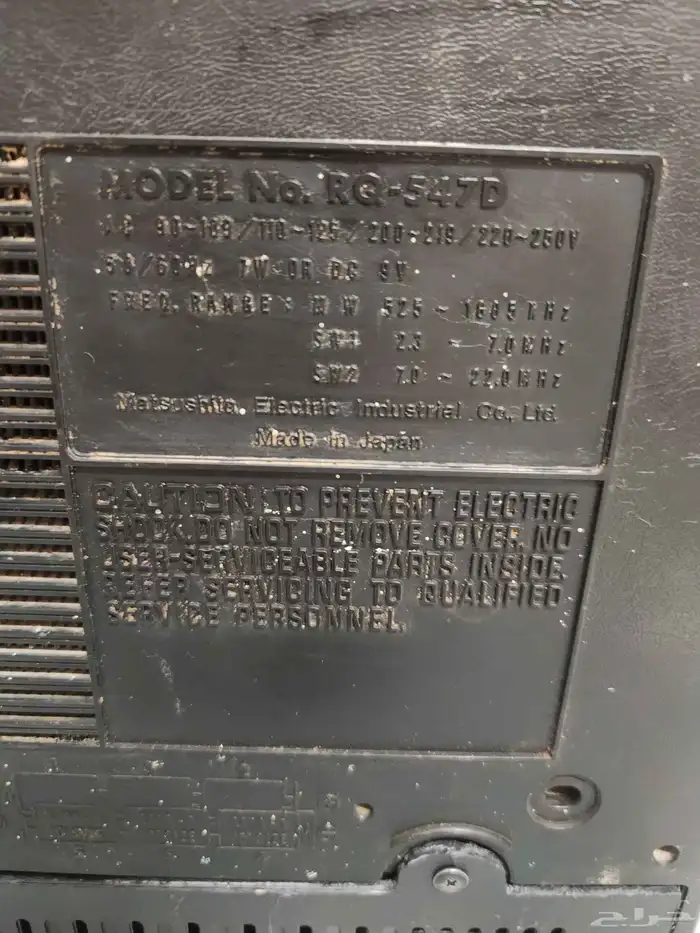 MODEL No. RQ-547D
AC 90~109/110~125/200~219/220~250V
50/60Hz 7W OR DC 9V
FREQ. RANGE: MW 525 ~ 1605 KHz
SW1 2.3 ~ 7.0MHz
SW2 7.0 ~ 22.0MHz
Matsushita Electric Industrial Co., Ltd.
Made in Japan
CAUTION: TO PREVENT ELECTRIC
SHOCK, DO NOT REMOVE COVER. NO
USER-SERVICEABLE PARTS INSIDE.
REFER SERVICING TO QUALIFIED
SERVICE PERSONNEL.
حراج